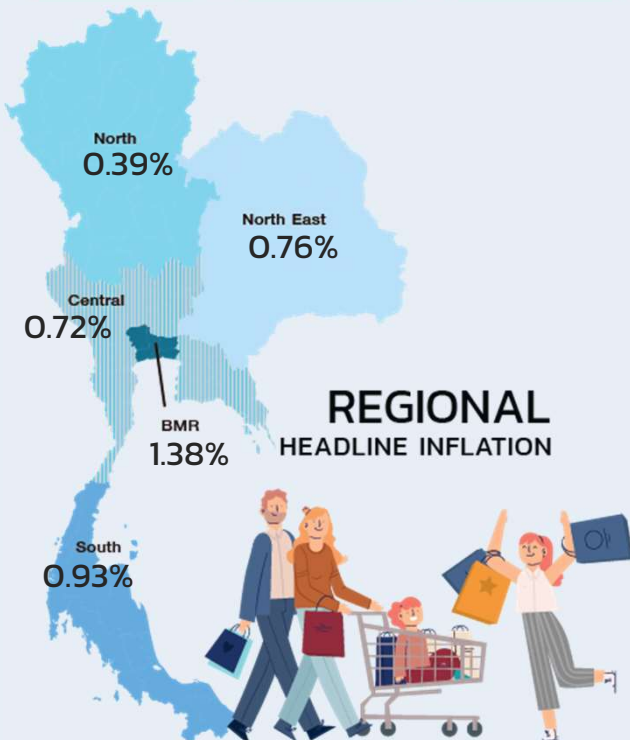 North
0.39%
North East
0.76%
Central
0.72%
BMR
1.38%
REGIONAL
HEADLINE INFLATION
South
0.93%